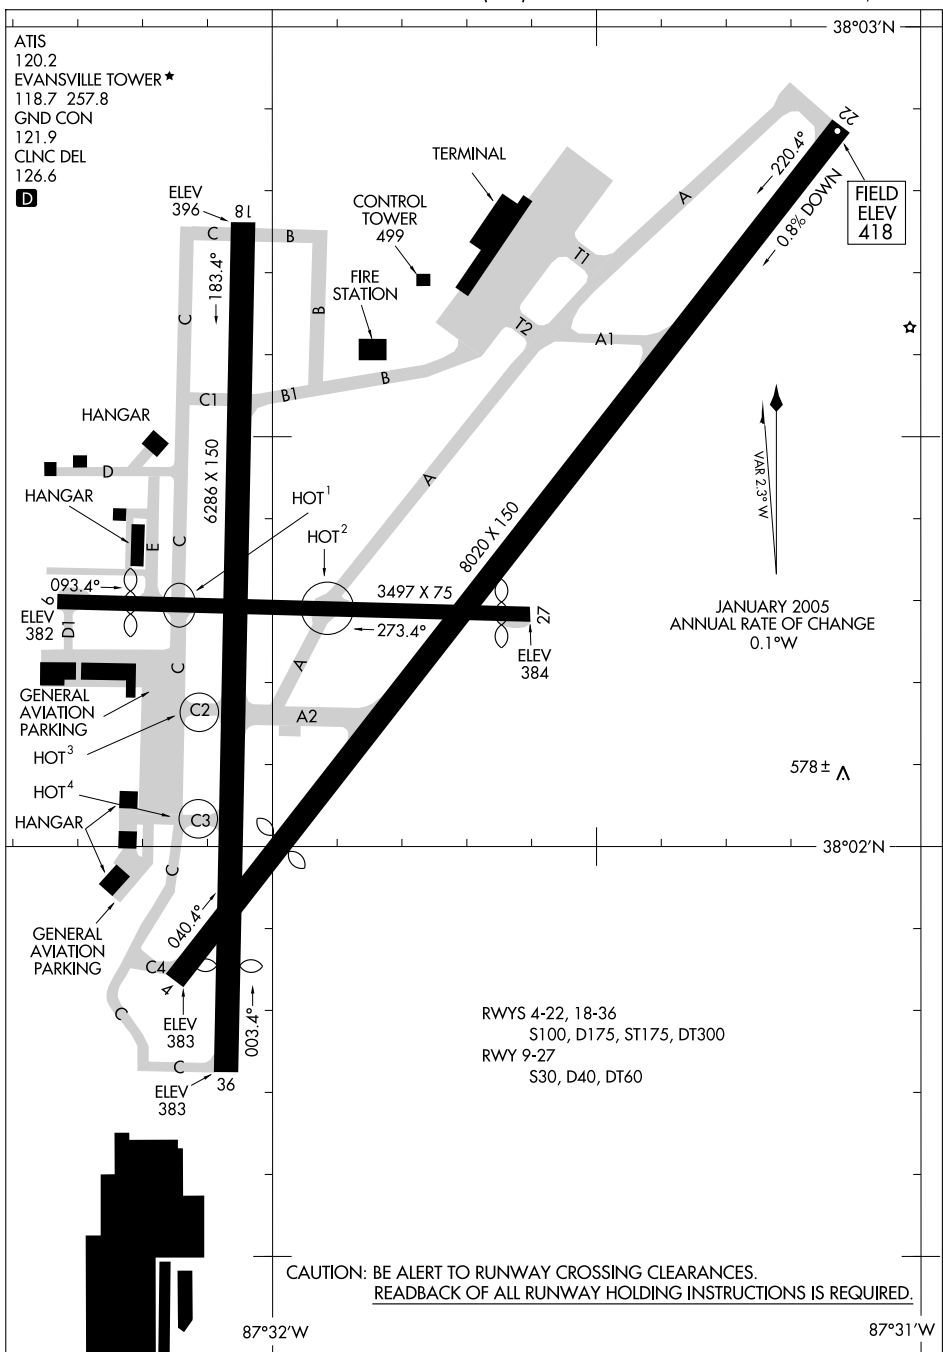 38°03'N
ATIS
120.2
EVANSVILLE TOWER★
118.7 257.8
GND CON
121.9
CLNC DEL
126.6
D
22
TERMINAL
220.4°
0.8% DOWN
A
FIELD
ELEV
418
ELEV
396
18
CONTROL
TOWER
499
C
B
183.4°
T1
FIRE
STATION
C
B
T2
A1
B
C1
B1
HANGAR
6286 X 150
D
A
VAR 2.3° W
HANGAR
HOT1
HOT2
8020 X 150
E
C
093.4°
3497 X 75
9
27
ELEV
382
D1
273.4°
JANUARY 2005
ANNUAL RATE OF CHANGE
0.1°W
ELEV
384
C
A
GENERAL
AVIATION
PARKING
C2
A2
HOT3
578 ±
HOT4
HANGAR
C3
38°02'N
C
040.4°
GENERAL
AVIATION
PARKING
C4
4
ELEV
383
003.4°
C
RWYS 4-22, 18-36
S100, D175, ST175, DT300
RWY 9-27
S30, D40, DT60
C
36
ELEV
383
CAUTION: BE ALERT TO RUNWAY CROSSING CLEARANCES.
READBACK OF ALL RUNWAY HOLDING INSTRUCTIONS IS REQUIRED.
87°32'W
87°31'W